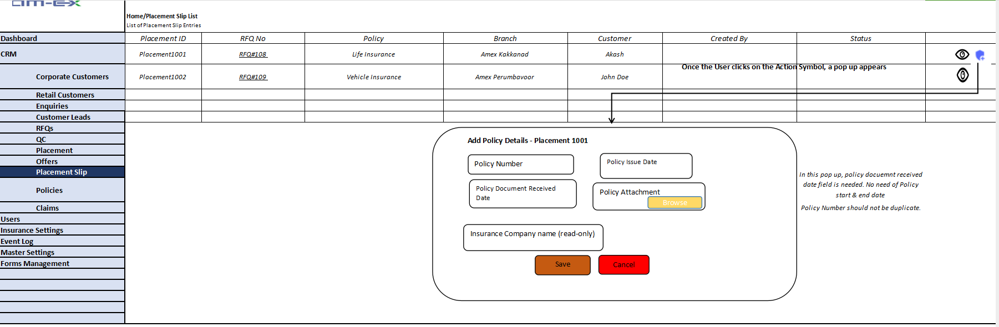 Home/Placement Slip List
List of Placement Slip Entries
Dashboard
Placement ID RFQ No Policy Branch Customer Created By Status
CRM
Placement1001 RFQ#108 Life Insurance Amex Kakkanad Akash
Once the User clicks on the Action Symbol, a pop up appears
Corporate Customers
Placement1002 RFQ#109 Vehicle Insurance Amex Perumbavoor John Doe
Retail Customers
Enquiries
Customer Leads
RFQs
QC
Placement
Offers
Placement Slip
Policies
Claims
Users
Insurance Settings
Event Log
Master Settings
Forms Management
Add Policy Details - Placement 1001
Policy Number
Policy Issue Date
Policy Document Received
Date
Policy Attachment
Browse
Insurance Company name (read-only)
Save
Cancel
In this pop up, policy docuemnt received
date field is needed. No need of Policy
start & end date
Policy Number should not be duplicate.